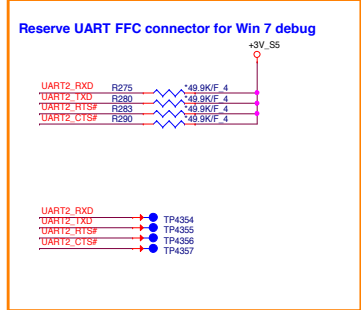 Reserve UART FFC connector for Win 7 debug
+3V_S5
UART2_RXD R275 *49.9K/F_4
UART2_TXD R280 *49.9K/F_4
UART2_RTS# R283 *49.9K/F_4
UART2_CTS# R290 *49.9K/F_4
UART2_RXD TP4354
UART2_TXD TP4355
UART2_RTS# TP4356
UART2_CTS# TP4357